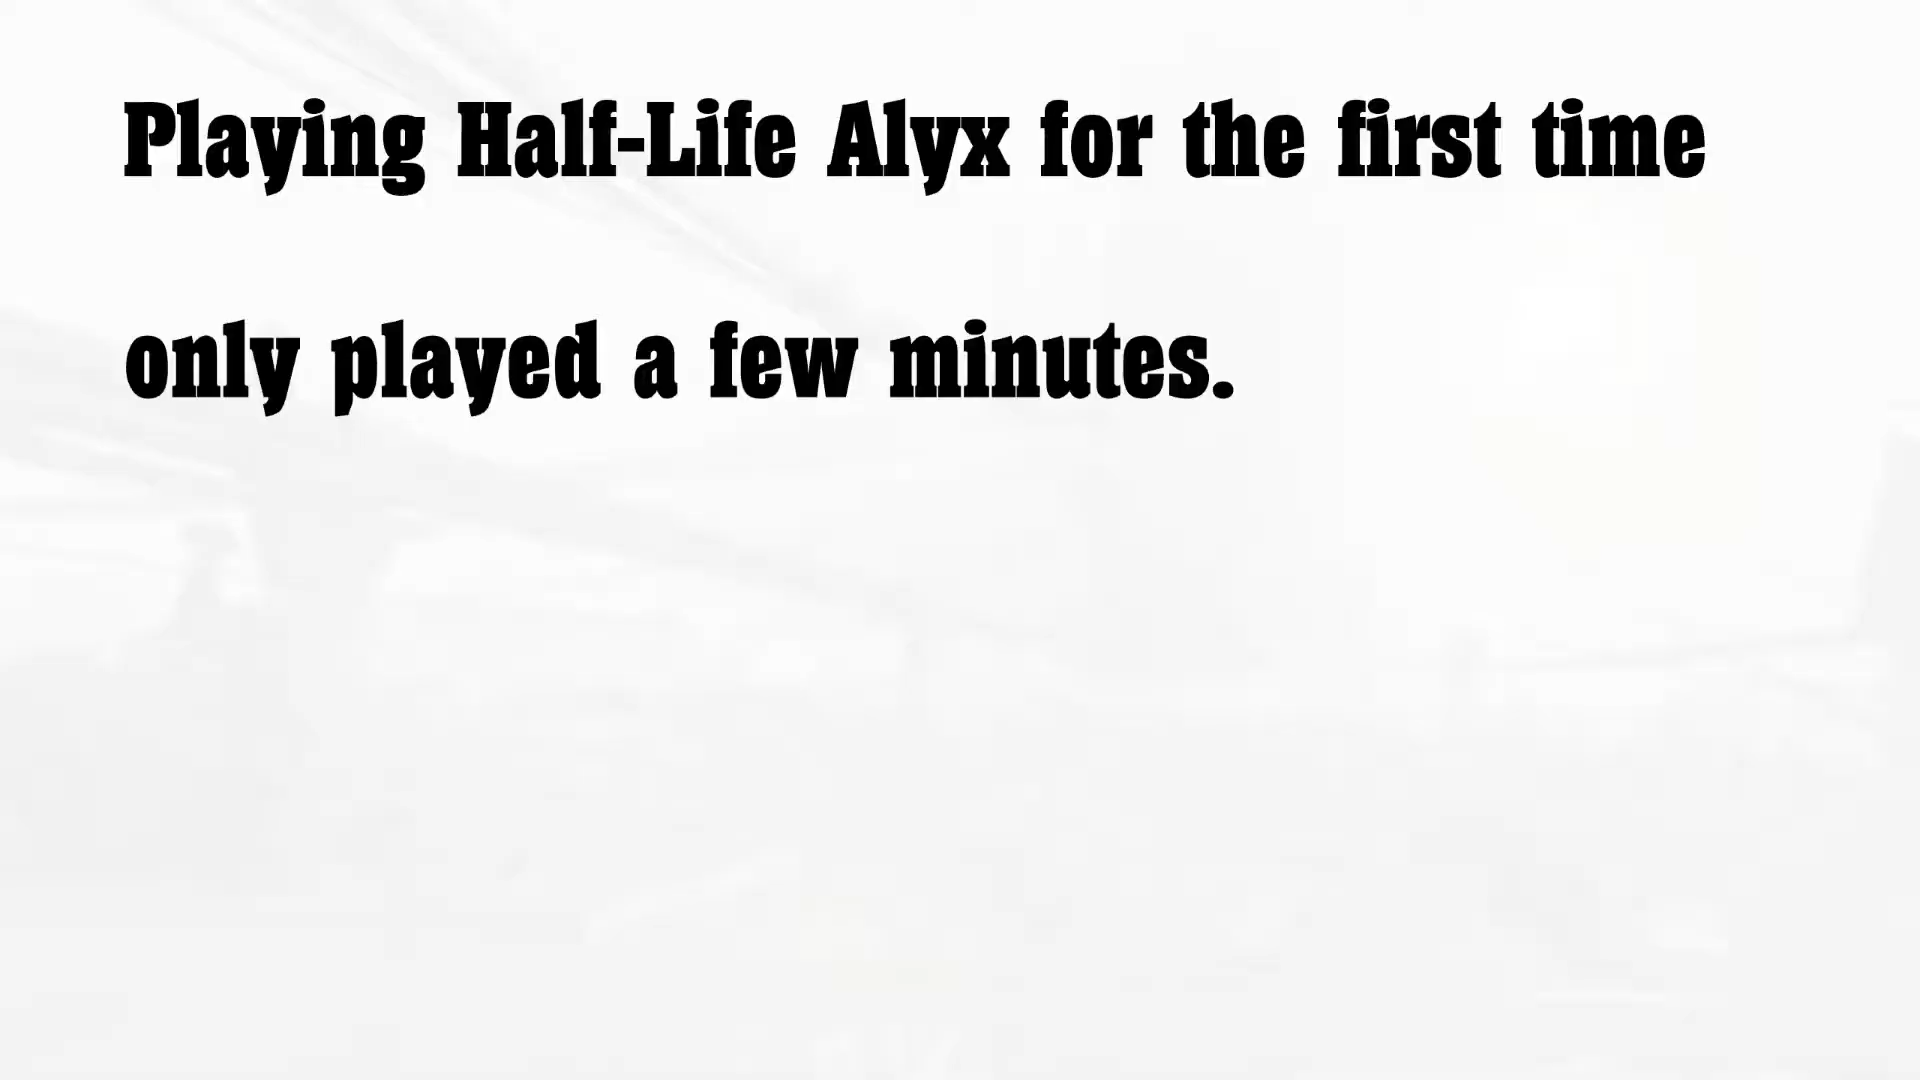 Playing Half-Life Alyx for the first time
only played a few minutes.